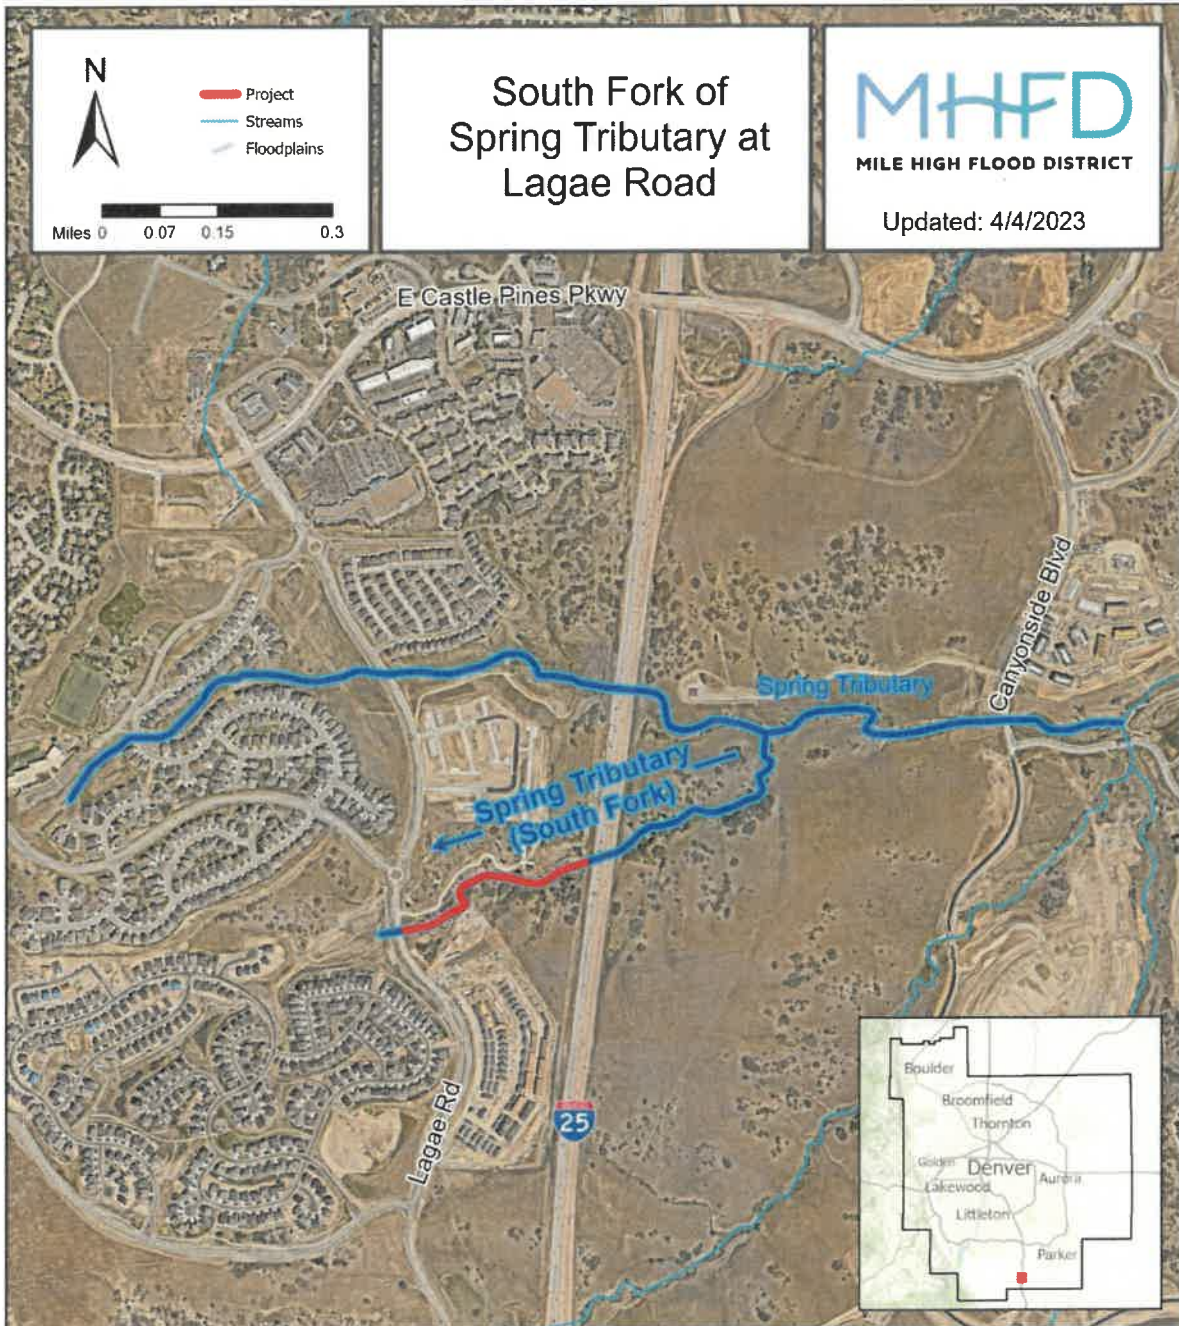 N
Project
Streams
Floodplains
Miles 0 0.07 0.15 0.3
South Fork of
Spring Tributary at
Lagae Road
MHFD
MILE HIGH FLOOD DISTRICT
Updated: 4/4/2023
E Castle Pines Pkwy
Canyonside Blvd
Spring Tributary
Spring Tributary
(South Fork)
Lagae Rd
25
Boulder
Broomfield
Thornton
Golden
Denver
Aurora
Lakewood
Littleton
Parker